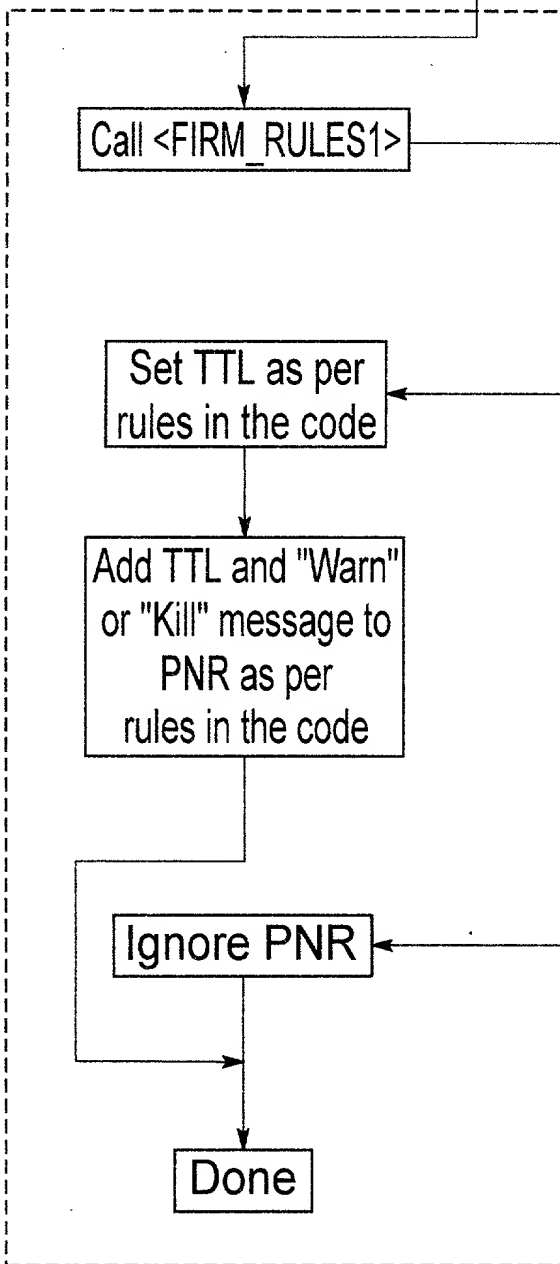 Call <FIRM_RULES1>
Set TTL as per
rules in the code
Add TTL and "Warn"
or "Kill" message to
PNR as per
rules in the code
Ignore PNR
Done